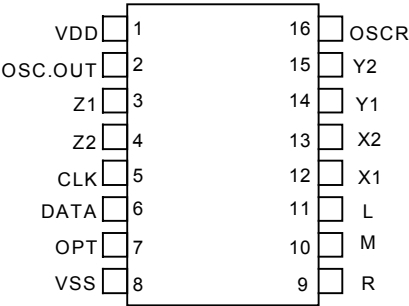 VDD 1 16 OSCR
OSC.OUT 2 15 Y2
Z1 3 14 Y1
Z2 4 13 X2
CLK 5 12 X1
DATA 6 11 L
OPT 7 10 M
VSS 8 9 R